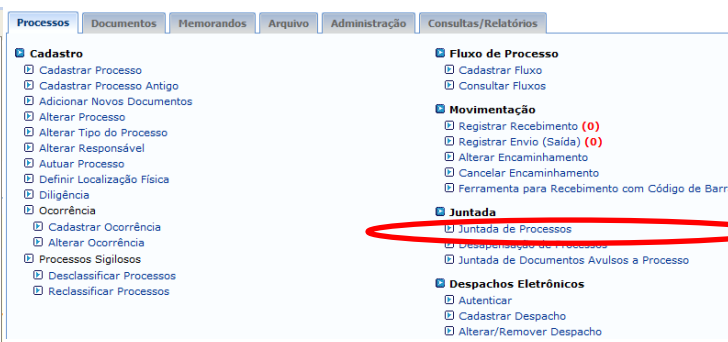 Processos Documentos Memorandos Arquivo Administração Consultas/Relatórios
Cadastro
Cadastrar Processo
Cadastrar Processo Antigo
Adicionar Novos Documentos
Alterar Processo
Alterar Tipo do Processo
Alterar Responsável
Autuar Processo
Definir Localização Física
Diligência
Ocorrência
Cadastrar Ocorrência
Alterar Ocorrência
Processos Sigilosos
Desclassificar Processos
Reclassificar Processos
Fluxo de Processo
Cadastrar Fluxo
Consultar Fluxos
Movimentação
Registrar Recebimento (0)
Registrar Envio (Saída) (0)
Alterar Encaminhamento
Cancelar Encaminhamento
Ferramenta para Recebimento com Código de Barr
Juntada
Juntada de Processos
Desapensação de Processos
Juntada de Documentos Avulsos a Processo
Despachos Eletrônicos
Autenticar
Cadastrar Despacho
Alterar/Remover Despacho